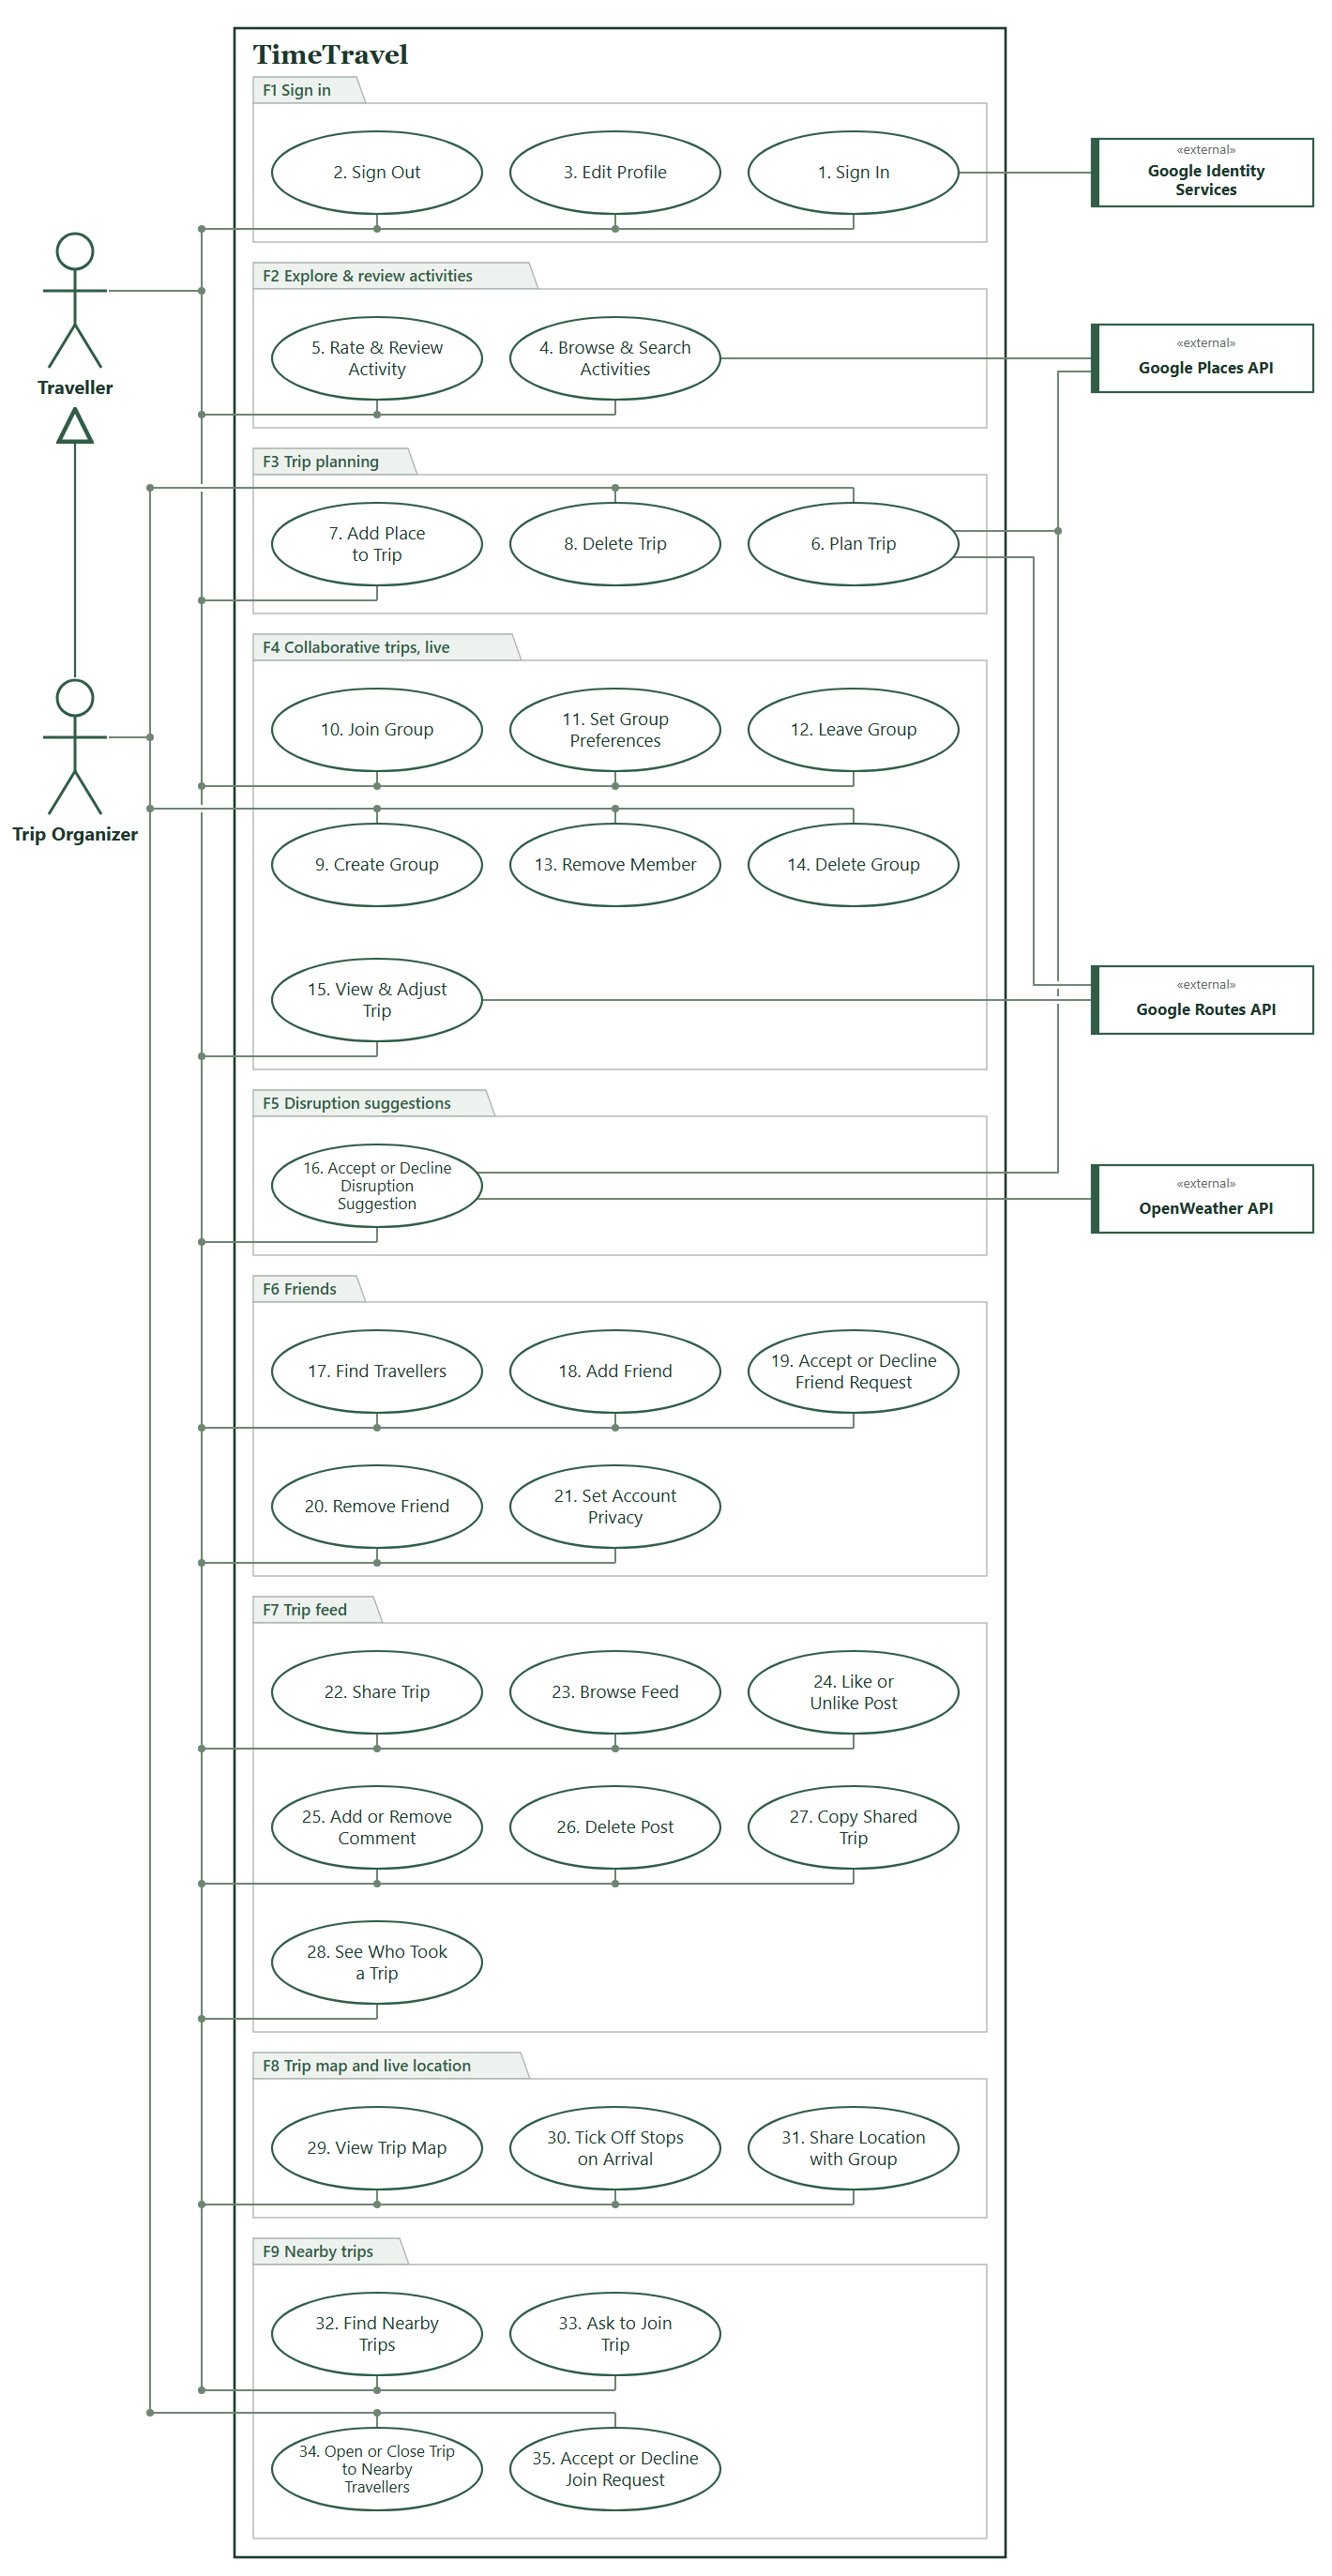 TimeTravel
F1 Sign in
2. Sign Out
3. Edit Profile
1. Sign In
«external»
Google Identity
Services
Traveller
F2 Explore & review activities
5. Rate & Review
Activity
4. Browse & Search
Activities
«external»
Google Places API
F3 Trip planning
7. Add Place
to Trip
8. Delete Trip
6. Plan Trip
F4 Collaborative trips, live
10. Join Group
11. Set Group
Preferences
12. Leave Group
Trip Organizer
9. Create Group
13. Remove Member
14. Delete Group
15. View & Adjust
Trip
«external»
Google Routes API
F5 Disruption suggestions
16. Accept or Decline
Disruption
Suggestion
«external»
OpenWeather API
F6 Friends
17. Find Travellers
18. Add Friend
19. Accept or Decline
Friend Request
20. Remove Friend
21. Set Account
Privacy
F7 Trip feed
22. Share Trip
23. Browse Feed
24. Like or
Unlike Post
25. Add or Remove
Comment
26. Delete Post
27. Copy Shared
Trip
28. See Who Took
a Trip
F8 Trip map and live location
29. View Trip Map
30. Tick Off Stops
on Arrival
31. Share Location
with Group
F9 Nearby trips
32. Find Nearby
Trips
33. Ask to Join
Trip
34. Open or Close Trip
to Nearby
Travellers
35. Accept or Decline
Join Request